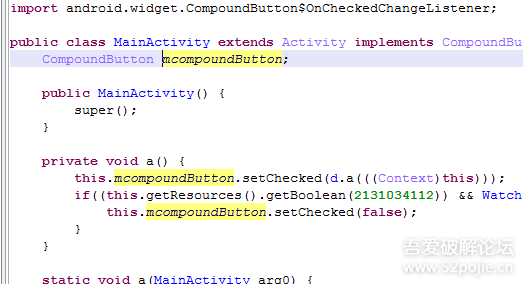 import android.widget.CompoundButton$OnCheckedChangeListener;
public class MainActivity extends Activity implements CompoundBu
CompoundButton mcompoundButton;
public MainActivity() {
super();
}
private void a() {
this.mcompoundButton.setChecked(d.a(((Context)this)));
if((this.getResources().getBoolean(2131034112)) && Watch
this.mcompoundButton.setChecked(false);
}
}
static void a(MainActivity arg0) {
吾爱破解论坛
www.52pojie.cn